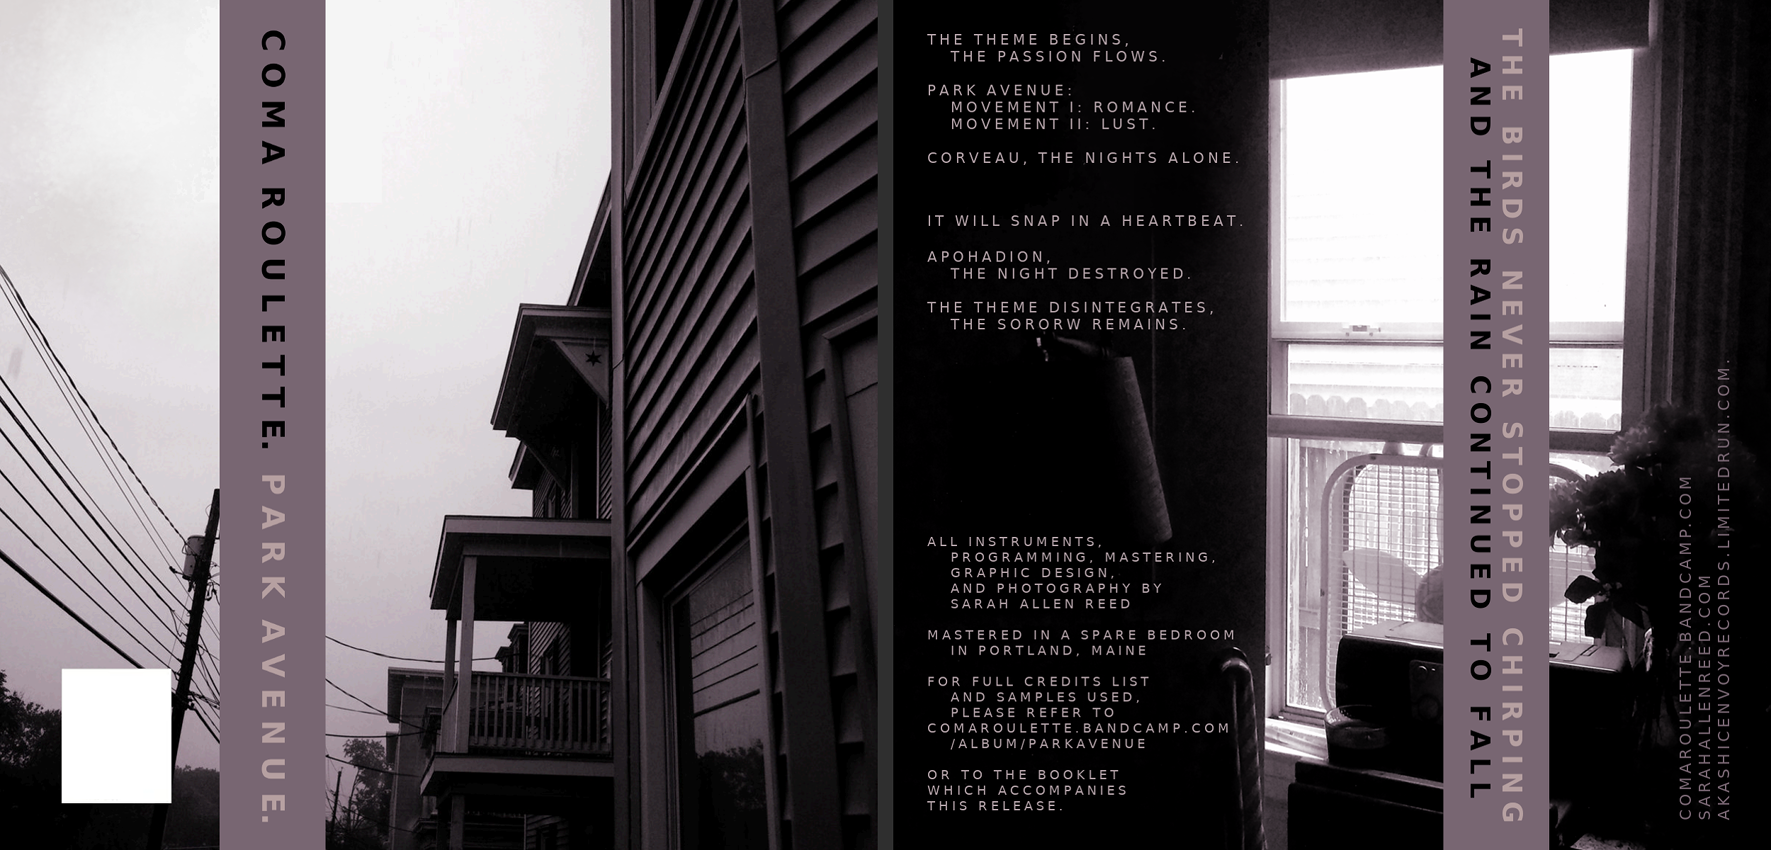 COMA ROULETTE. PARK AVENUE.
THE THEME BEGINS,
THE PASSION FLOWS.
PARK AVENUE:
MOVEMENT I: ROMANCE.
MOVEMENT II: LUST.
CORVEAU, THE NIGHTS ALONE.
IT WILL SNAP IN A HEARTBEAT.
APOHADION,
THE NIGHT DESTROYED.
THE THEME DISINTEGRATES,
THE SORORW REMAINS.
ALL INSTRUMENTS,
PROGRAMMING, MASTERING,
GRAPHIC DESIGN,
AND PHOTOGRAPHY BY
SARAH ALLEN REED
MASTERED IN A SPARE BEDROOM
IN PORTLAND, MAINE
FOR FULL CREDITS LIST
AND SAMPLES USED,
PLEASE REFER TO
COMAROULETTE.BANDCAMP.COM
/ALBUM/PARKAVENUE
OR TO THE BOOKLET
WHICH ACCOMPANIES
THIS RELEASE.
THE BIRDS NEVER STOPPED CHIRPING
AND THE RAIN CONTINUED TO FALL
COMAROULETTE.BANDCAMP.COM
SARAHALLENREED.COM
AKASHICENVOYRECORDS.LIMITEDRUN.COM.